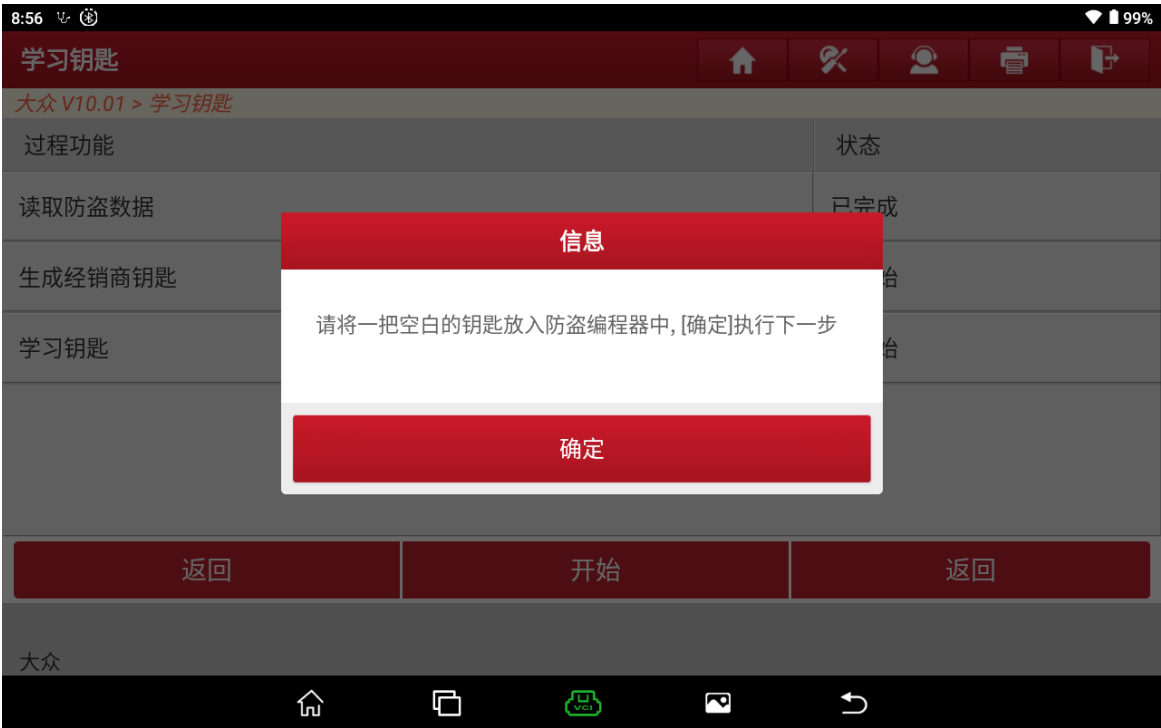 8:56
99%
学习钥匙
大众 V10.01 > 学习钥匙
过程功能
状态
读取防盗数据
已完成
信息
生成经销商钥匙
始
请将一把空白的钥匙放入防盗编程器中, [确定]执行下一步
学习钥匙
始
确定
返回
开始
返回
大众
VCI